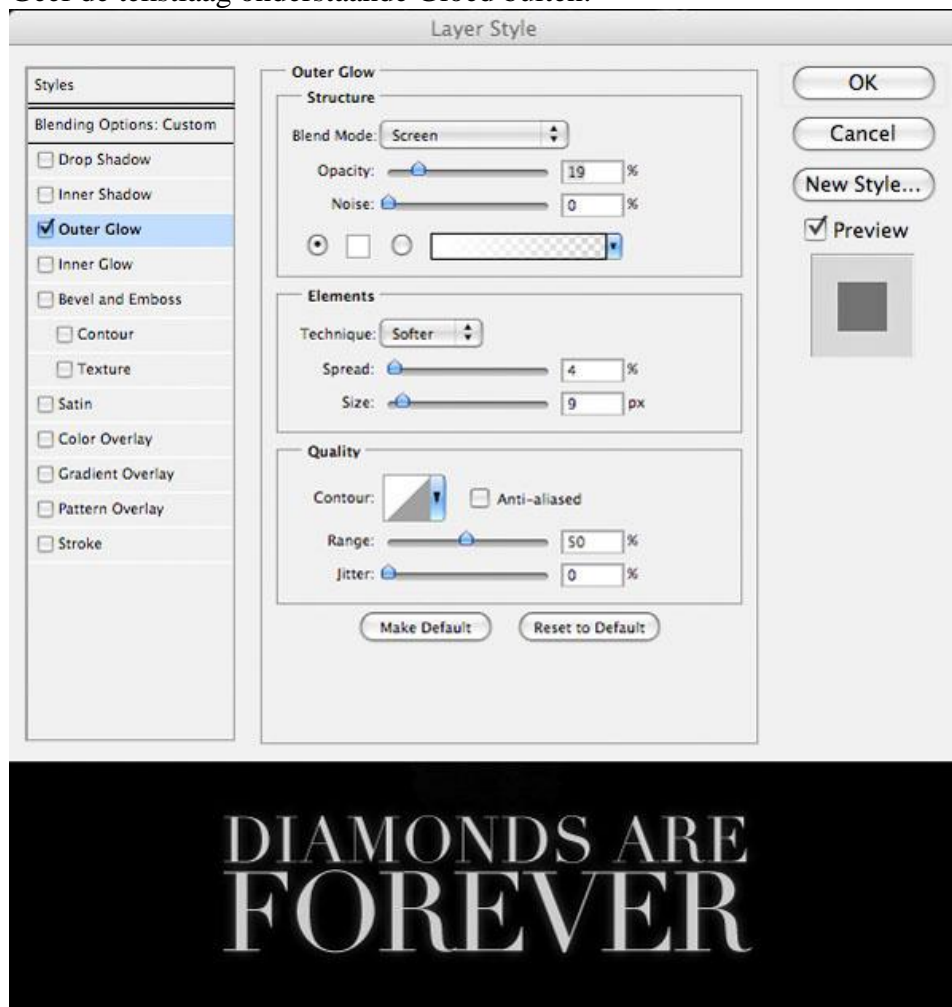 Geef de tekstlaag onderstaande Gloed buiten.
Layer Style
Styles
Blending Options: Custom
Drop Shadow
Inner Shadow
Outer Glow
Inner Glow
Bevel and Emboss
Contour
Texture
Satin
Color Overlay
Gradient Overlay
Pattern Overlay
Stroke
Outer Glow
Structure
Blend Mode: Screen
Opacity: 19 %
Noise: 0 %
Elements
Technique: Softer
Spread: 4 %
Size: 9 px
Quality
Contour: Anti-aliased
Range: 50 %
Jitter: 0 %
Make Default Reset to Default
OK
Cancel
New Style...
Preview
DIAMONDS ARE
FOREVER